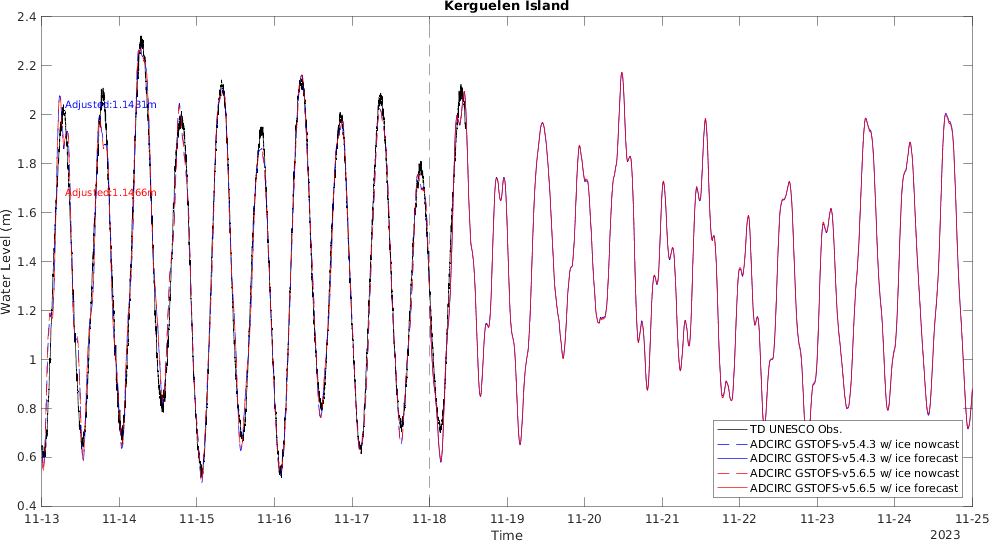 Kerguelen Island
2.4
2.2
2
1.8
1.6
1.4
1.2
1
0.8
0.6
0.4
Water Level (m)
Adjusted:1.1431m
Adjusted:1.1466m
TD UNESCO Obs.
ADCIRC GSTOFS-v5.4.3 w/ ice nowcast
ADCIRC GSTOFS-v5.4.3 w/ ice forecast
ADCIRC GSTOFS-v5.6.5 w/ ice nowcast
ADCIRC GSTOFS-v5.6.5 w/ ice forecast
11-13 11-14 11-15 11-16 11-17 11-18 11-19 11-20 11-21 11-22 11-23 11-24 11-25
Time
2023